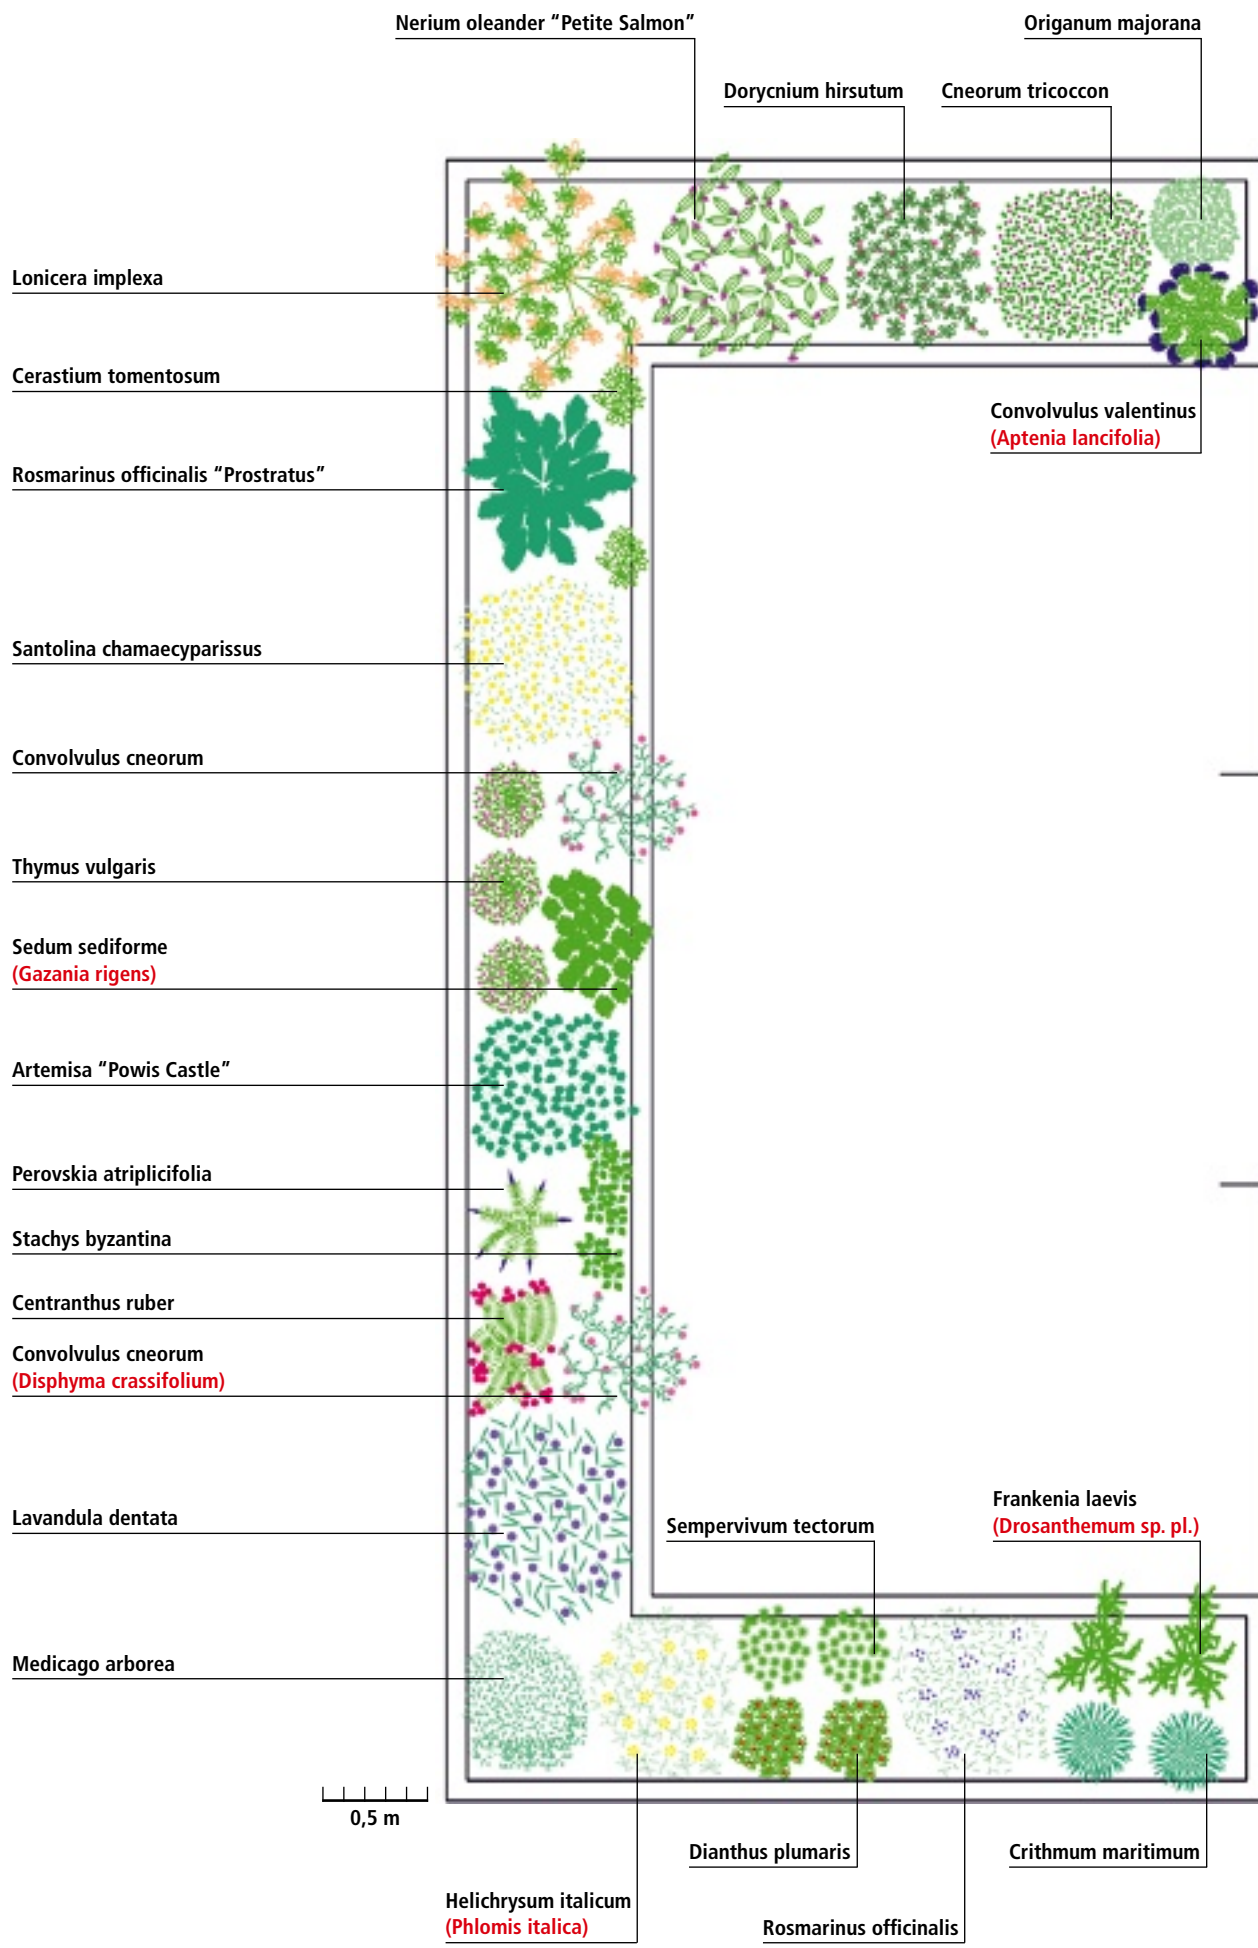 Nerium oleander “Petite Salmon”
Origanum majorana
Dorycnium hirsutum
Cneorum tricoccon
Lonicera implexa
Cerastium tomentosum
Convolvulus valentinus
(Aptenia lancifolia)
Rosmarinus officinalis “Prostratus”
Santolina chamaecyparissus
Convolvulus cneorum
Thymus vulgaris
Sedum sediforme
(Gazania rigens)
Artemisa “Powis Castle”
Perovskia atriplicifolia
Stachys byzantina
Centranthus ruber
Convolvulus cneorum
(Disphyma crassifolium)
Lavandula dentata
Sempervivum tectorum
Frankenia laevis
(Drosanthemum sp. pl.)
Medicago arborea
0,5 m
Dianthus plumaris
Crithmum maritimum
Helichrysum italicum
(Phlomis italica)
Rosmarinus officinalis